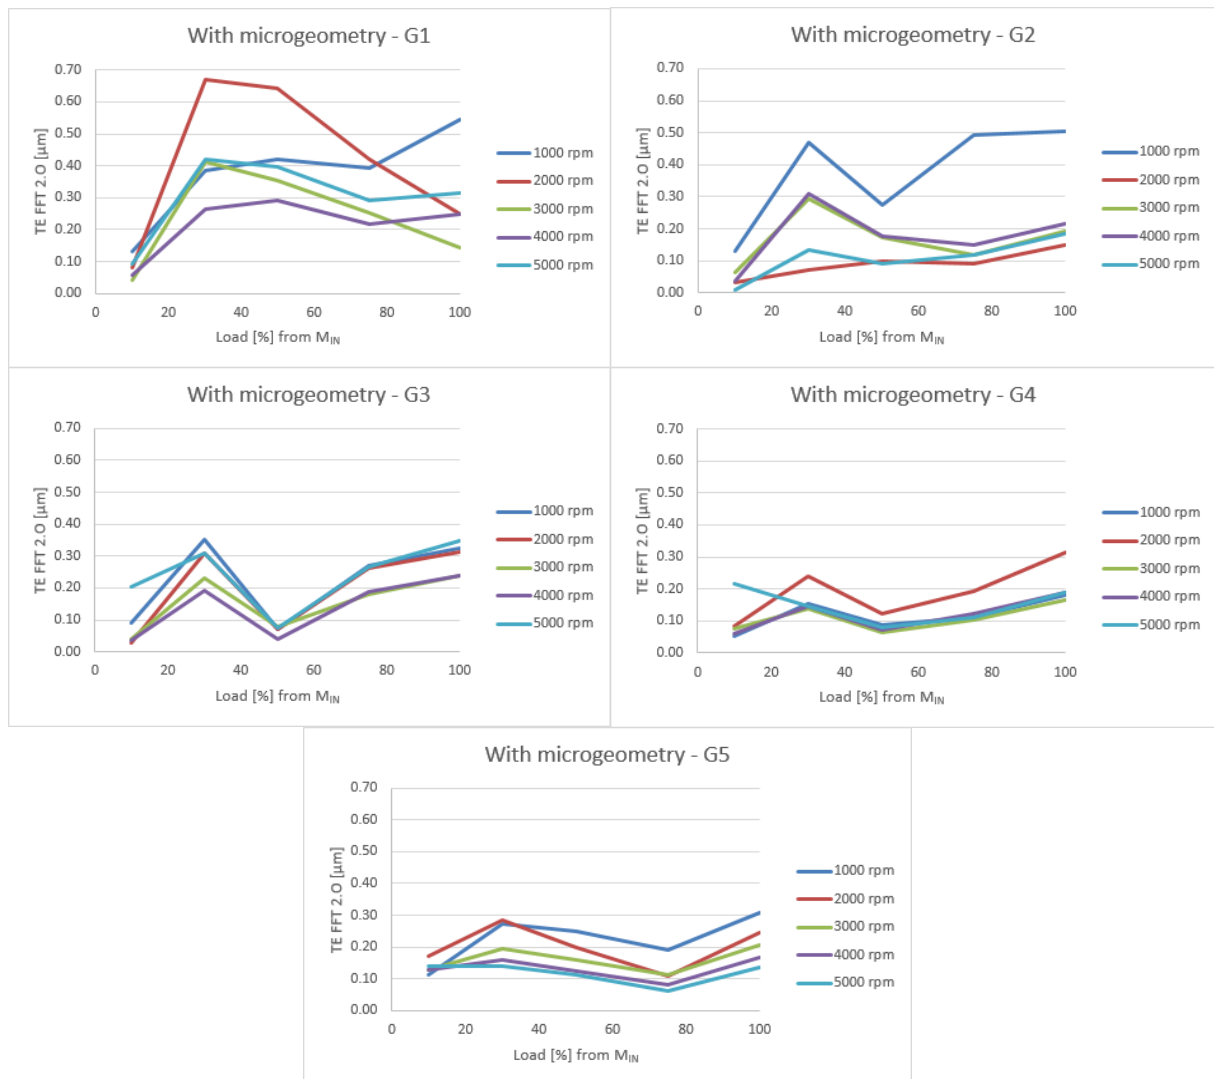 With microgeometry - G1
0.70
0.60
0.50
0.40
0.30
0.20
0.10
0.00
TE FFT 2.O [μm]
0 20 40 60 80 100
Load [%] from MIN
1000 rpm
2000 rpm
3000 rpm
4000 rpm
5000 rpm
With microgeometry - G2
0.70
0.60
0.50
0.40
0.30
0.20
0.10
0.00
TE FFT 2.O [μm]
0 20 40 60 80 100
Load [%] from MIN
1000 rpm
2000 rpm
3000 rpm
4000 rpm
5000 rpm
With microgeometry - G3
0.70
0.60
0.50
0.40
0.30
0.20
0.10
0.00
TE FFT 2.O [μm]
0 20 40 60 80 100
Load [%] from MIN
1000 rpm
2000 rpm
3000 rpm
4000 rpm
5000 rpm
With microgeometry - G4
0.70
0.60
0.50
0.40
0.30
0.20
0.10
0.00
TE FFT 2.O [μm]
0 20 40 60 80 100
Load [%] from MIN
1000 rpm
2000 rpm
3000 rpm
4000 rpm
5000 rpm
With microgeometry - G5
0.70
0.60
0.50
0.40
0.30
0.20
0.10
0.00
TE FFT 2.O [μm]
0 20 40 60 80 100
Load [%] from MIN
1000 rpm
2000 rpm
3000 rpm
4000 rpm
5000 rpm